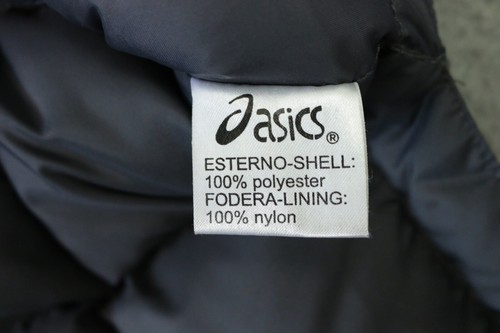 asics®
ESTERNO-SHELL:
100% polyester
FODERA-LINING:
100% nylon